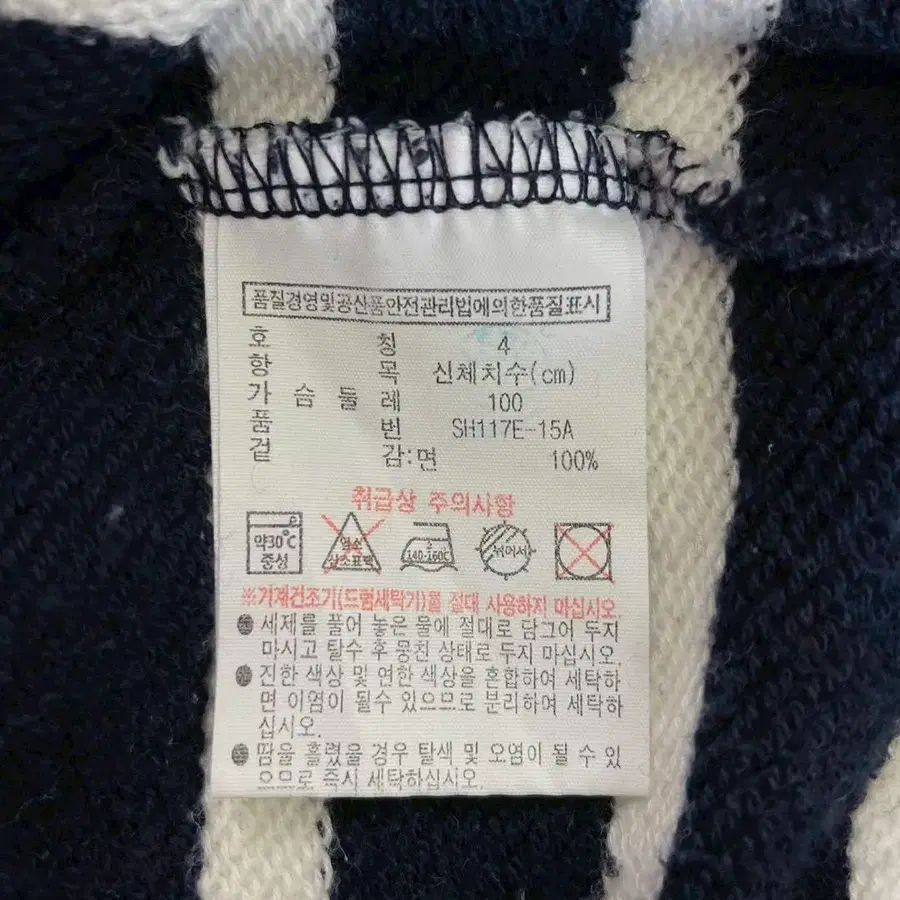 품질경영및공산품안전관리법에의한품질표시
호 칭 4
항 목 신체치수(cm)
가 슴 둘 레 100
품 번 SH117E-15A
겉 감:면 100%
취급상 주의사항
약30℃
중성
염소
산소표백
2
140-160℃
뉘어서
※기계건조기(드럼세탁기)를 절대 사용하지 마십시오.
세제를 풀어 놓은 물에 절대로 담그어 두지
마시고 탈수 후 뭉친 상태로 두지 마십시오.
진한 색상 및 연한 색상을 혼합하여 세탁하
면 이염이 될수 있으므로 분리하여 세탁하
십시오.
땀을 흘렸을 경우 탈색 및 오염이 될 수 있
으므로 즉시 세탁하십시오.